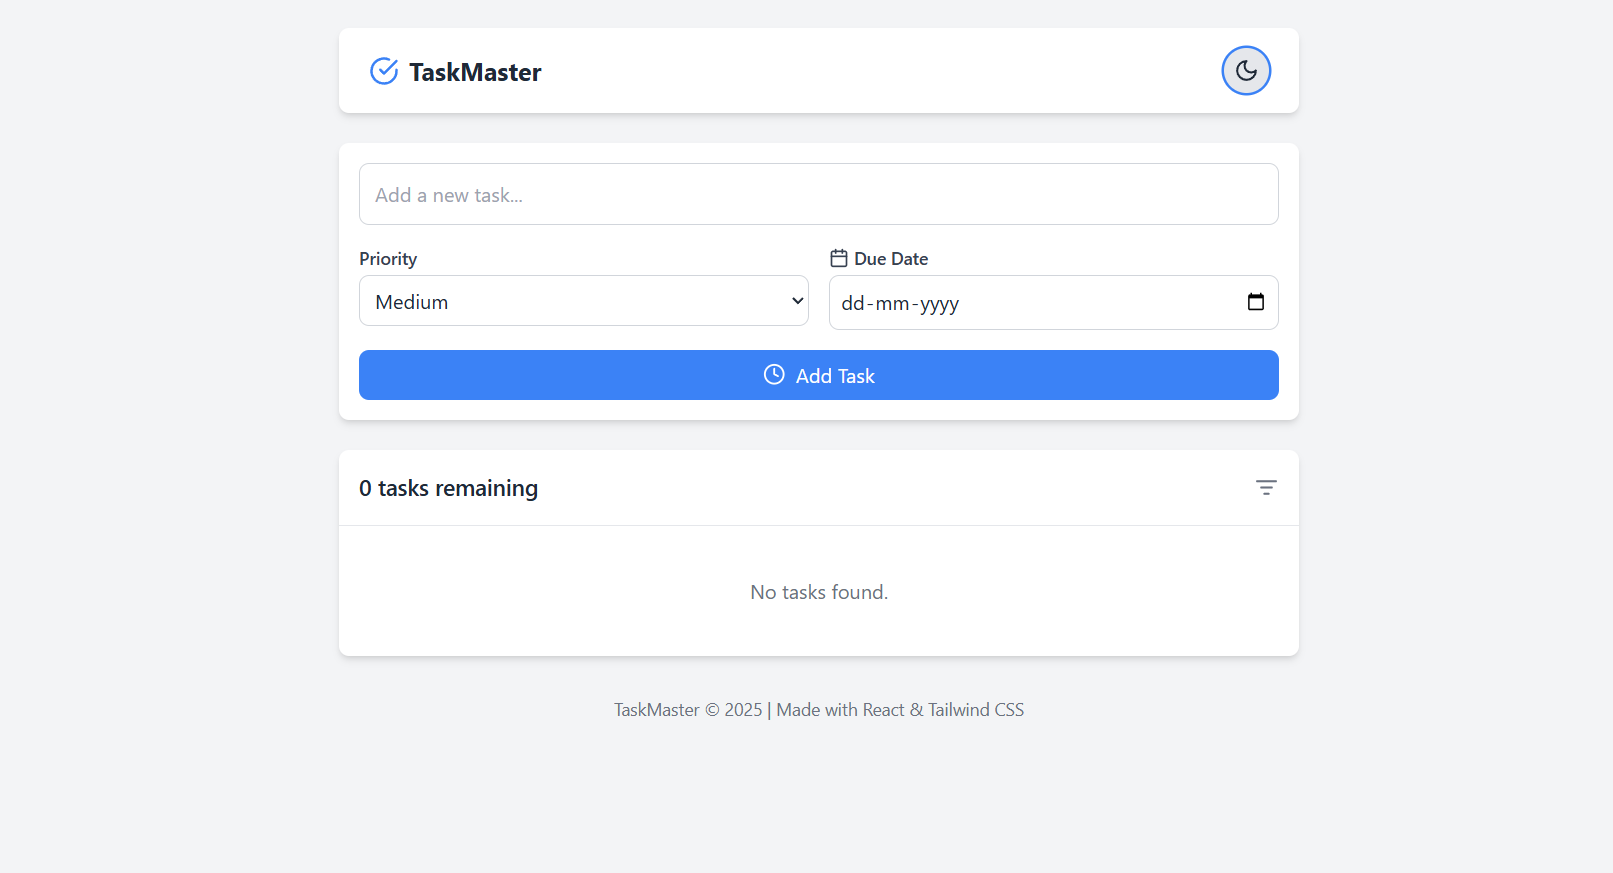 TaskMaster
Add a new task...
Priority
Due Date
Medium
dd-mm-yyyy
Add Task
0 tasks remaining
No tasks found.
TaskMaster © 2025 | Made with React & Tailwind CSS